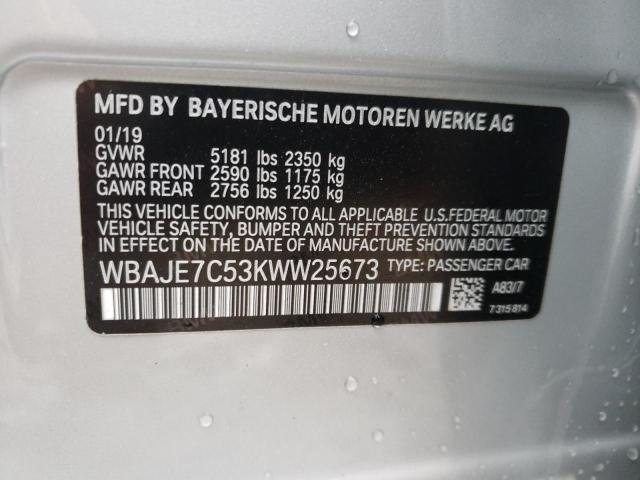 MFD BY BAYERISCHE MOTOREN WERKE AG
01/19
GVWR 5181 lbs 2350 kg
GAWR FRONT 2590 lbs 1175 kg
GAWR REAR 2756 lbs 1250 kg
THIS VEHICLE CONFORMS TO ALL APPLICABLE U.S.FEDERAL MOTOR
VEHICLE SAFETY, BUMPER AND THEFT PREVENTION STANDARDS
IN EFFECT ON THE DATE OF MANUFACTURE SHOWN ABOVE.
WBAJE7C53KWW25673 TYPE: PASSENGER CAR
A83/7
7315814